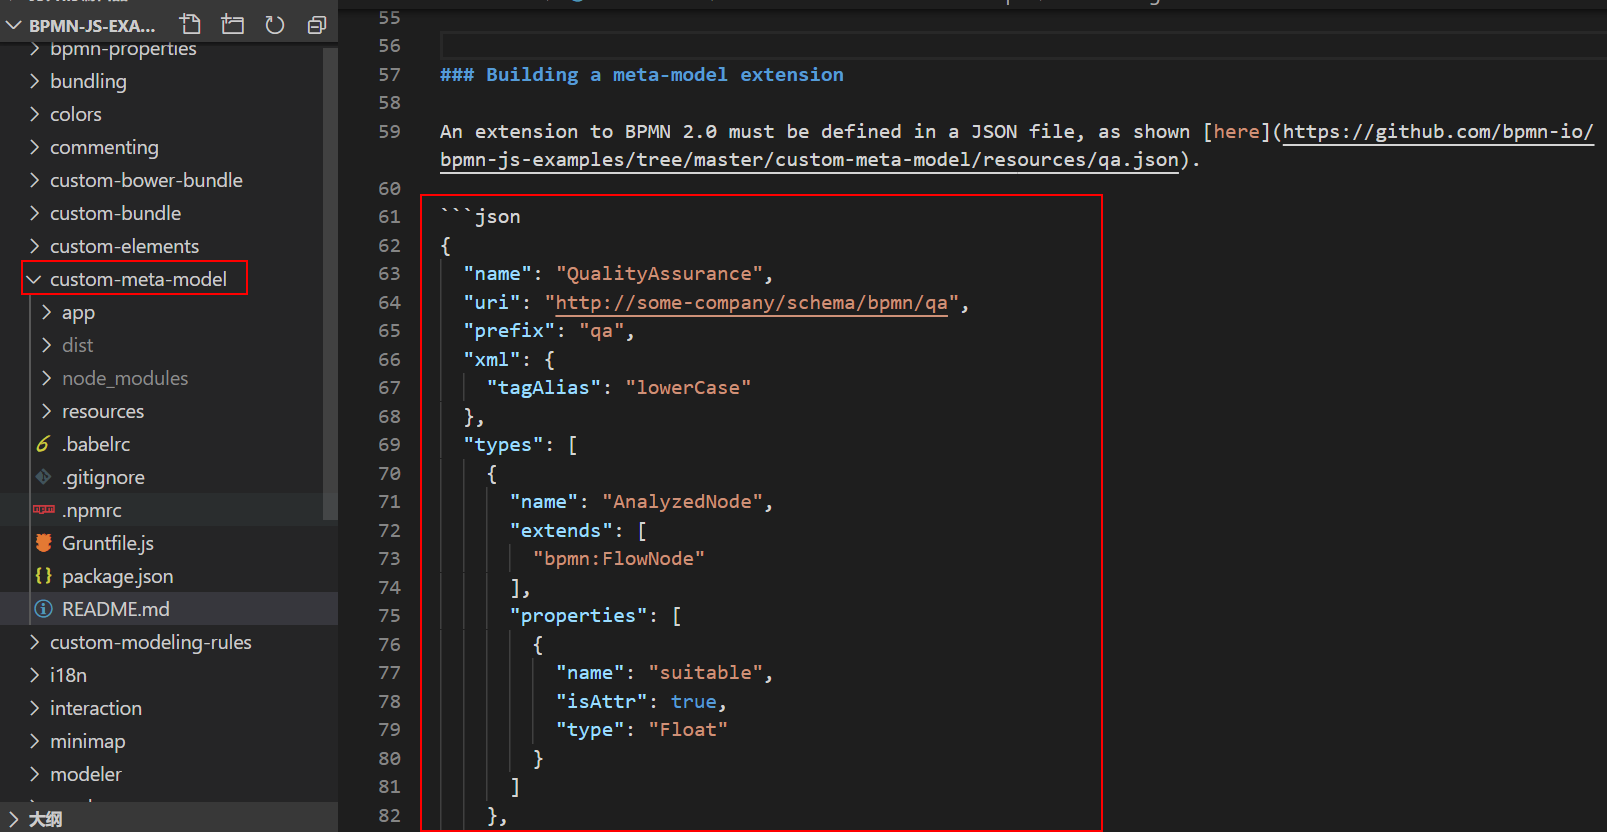 BPMN-JS-EXA...
bpmn-properties
bundling
colors
commenting
custom-bower-bundle
custom-bundle
custom-elements
custom-meta-model
app
dist
node_modules
resources
.babelrc
.gitignore
.npmrc
Gruntfile.js
package.json
README.md
custom-modeling-rules
i18n
interaction
minimap
modeler
大纲
55
56
57 ### Building a meta-model extension
58
59 An extension to BPMN 2.0 must be defined in a JSON file, as shown [here](https://github.com/bpmn-io/
bpmn-js-examples/tree/master/custom-meta-model/resources/qa.json).
60
61 ```json
62 {
63 "name": "QualityAssurance",
64 "uri": "http://some-company/schema/bpmn/qa",
65 "prefix": "qa",
66 "xml": {
67 "tagAlias": "lowerCase"
68 },
69 "types": [
70 {
71 "name": "AnalyzedNode",
72 "extends": [
73 "bpmn:FlowNode"
74 ],
75 "properties": [
76 {
77 "name": "suitable",
78 "isAttr": true,
79 "type": "Float"
80 }
81 ]
82 },